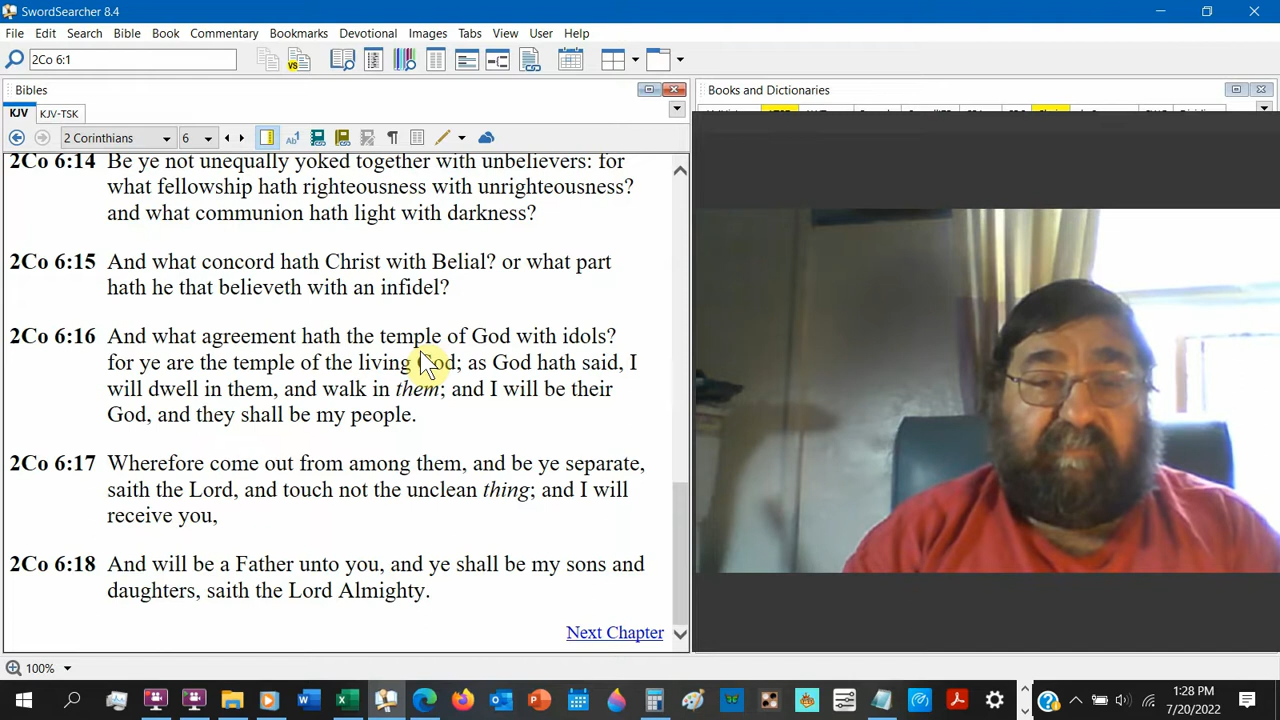 SwordSearcher 8.4
File Edit Search Bible Book Commentary Bookmarks Devotional Images Tabs View User Help
2Co 6:1
VS
Bibles
Books and Dictionaries
KJV KJV-TSK
2 Corinthians 6
2Co 6:14 Be ye not unequally yoked together with unbelievers: for
what fellowship hath righteousness with unrighteousness?
and what communion hath light with darkness?
2Co 6:15 And what concord hath Christ with Belial? or what part
hath he that believeth with an infidel?
2Co 6:16 And what agreement hath the temple of God with idols?
for ye are the temple of the living God; as God hath said, I
will dwell in them, and walk in them; and I will be their
God, and they shall be my people.
2Co 6:17 Wherefore come out from among them, and be ye separate,
saith the Lord, and touch not the unclean thing; and I will
receive you,
2Co 6:18 And will be a Father unto you, and ye shall be my sons and
daughters, saith the Lord Almighty.
Next Chapter
100%
1:28 PM
7/20/2022